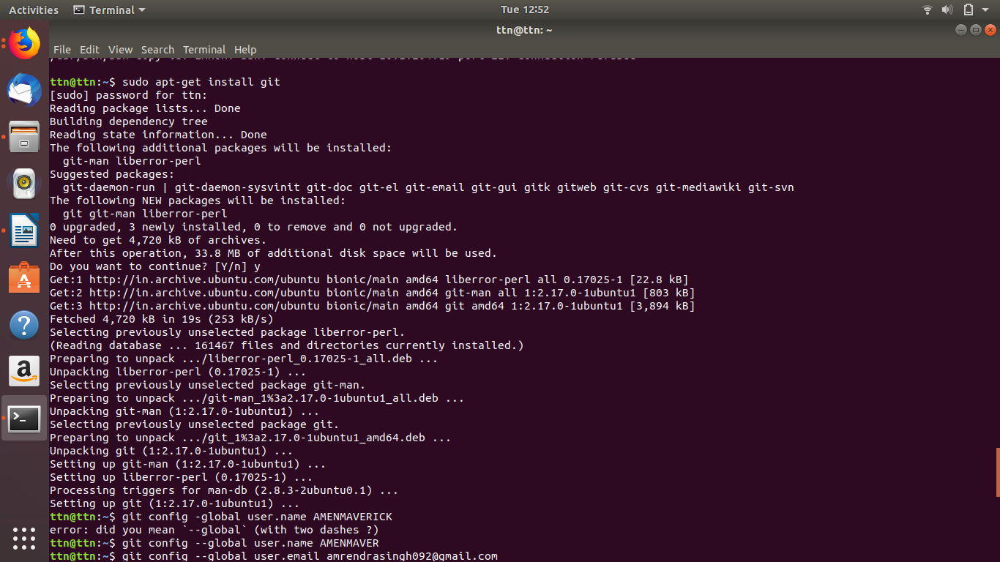 Activities Terminal Tue 12:52
ttn@ttn: ~
File Edit View Search Terminal Help
ttn@ttn:~$ sudo apt-get install git
[sudo] password for ttn:
Reading package lists... Done
Building dependency tree
Reading state information... Done
The following additional packages will be installed:
  git-man liberror-perl
Suggested packages:
  git-daemon-run | git-daemon-sysvinit git-doc git-el git-email git-gui gitk gitweb git-cvs git-mediawiki git-svn
The following NEW packages will be installed:
  git git-man liberror-perl
0 upgraded, 3 newly installed, 0 to remove and 0 not upgraded.
Need to get 4,720 kB of archives.
After this operation, 33.8 MB of additional disk space will be used.
Do you want to continue? [Y/n] y
Get:1 http://in.archive.ubuntu.com/ubuntu bionic/main amd64 liberror-perl all 0.17025-1 [22.8 kB]
Get:2 http://in.archive.ubuntu.com/ubuntu bionic/main amd64 git-man all 1:2.17.0-1ubuntu1 [803 kB]
Get:3 http://in.archive.ubuntu.com/ubuntu bionic/main amd64 git amd64 1:2.17.0-1ubuntu1 [3,894 kB]
Fetched 4,720 kB in 19s (253 kB/s)
Selecting previously unselected package liberror-perl.
(Reading database ... 161467 files and directories currently installed.)
Preparing to unpack .../liberror-perl_0.17025-1_all.deb ...
Unpacking liberror-perl (0.17025-1) ...
Selecting previously unselected package git-man.
Preparing to unpack .../git-man_1%3a2.17.0-1ubuntu1_all.deb ...
Unpacking git-man (1:2.17.0-1ubuntu1) ...
Selecting previously unselected package git.
Preparing to unpack .../git_1%3a2.17.0-1ubuntu1_amd64.deb ...
Unpacking git (1:2.17.0-1ubuntu1) ...
Setting up git-man (1:2.17.0-1ubuntu1) ...
Setting up liberror-perl (0.17025-1) ...
Processing triggers for man-db (2.8.3-2ubuntu0.1) ...
Setting up git (1:2.17.0-1ubuntu1) ...
ttn@ttn:~$ git config -global user.name AMENMAVERICK
error: did you mean `--global` (with two dashes ?)
ttn@ttn:~$ git config --global user.name AMENMAVER
ttn@ttn:~$ git config --global user.email amrendrasingh092@gmail.com